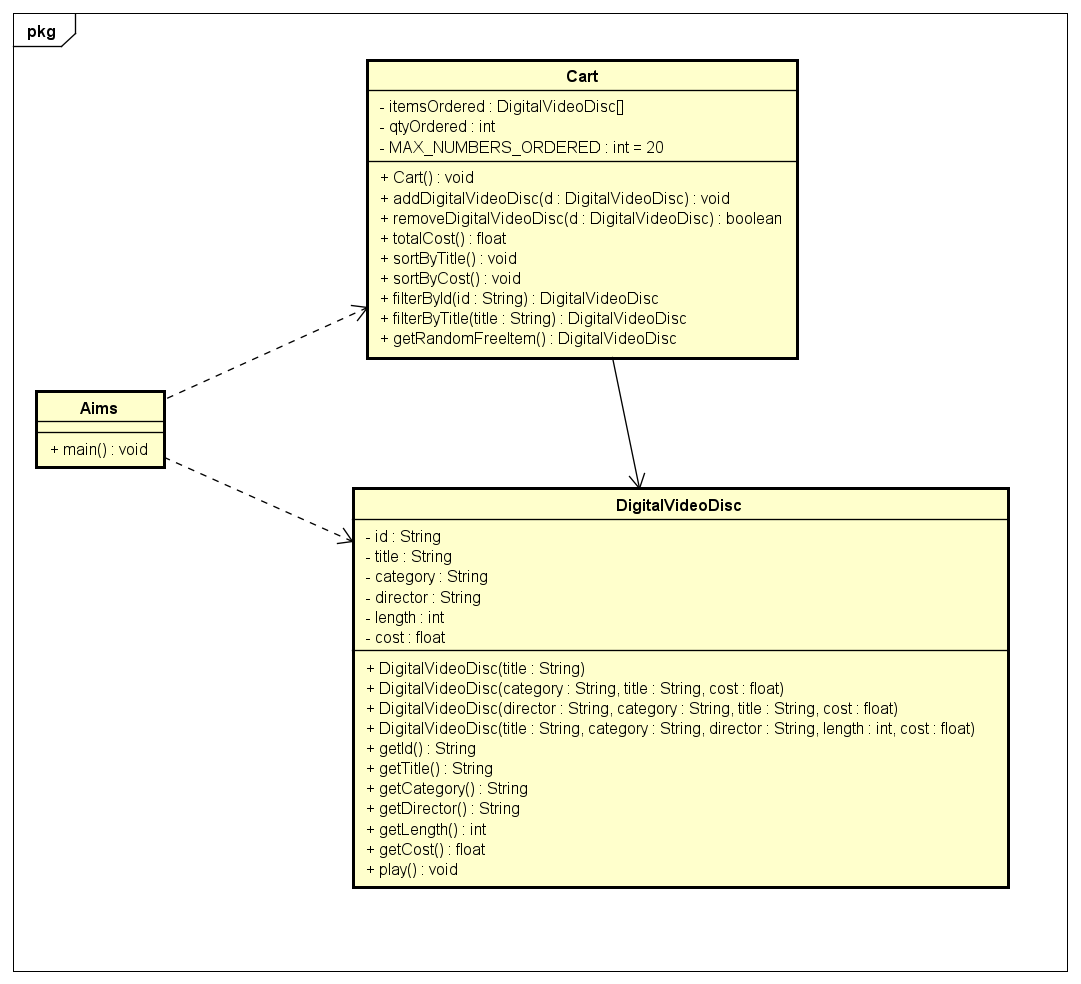 pkg
Cart
- itemsOrdered : DigitalVideoDisc[]
- qtyOrdered : int
- MAX_NUMBERS_ORDERED : int = 20
+ Cart() : void
+ addDigitalVideoDisc(d : DigitalVideoDisc) : void
+ removeDigitalVideoDisc(d : DigitalVideoDisc) : boolean
+ totalCost() : float
+ sortByTitle() : void
+ sortByCost() : void
+ filterById(id : String) : DigitalVideoDisc
+ filterByTitle(title : String) : DigitalVideoDisc
+ getRandomFreeItem() : DigitalVideoDisc
Aims
+ main() : void
DigitalVideoDisc
- id : String
- title : String
- category : String
- director : String
- length : int
- cost : float
+ DigitalVideoDisc(title : String)
+ DigitalVideoDisc(category : String, title : String, cost : float)
+ DigitalVideoDisc(director : String, category : String, title : String, cost : float)
+ DigitalVideoDisc(title : String, category : String, director : String, length : int, cost : float)
+ getId() : String
+ getTitle() : String
+ getCategory() : String
+ getDirector() : String
+ getLength() : int
+ getCost() : float
+ play() : void